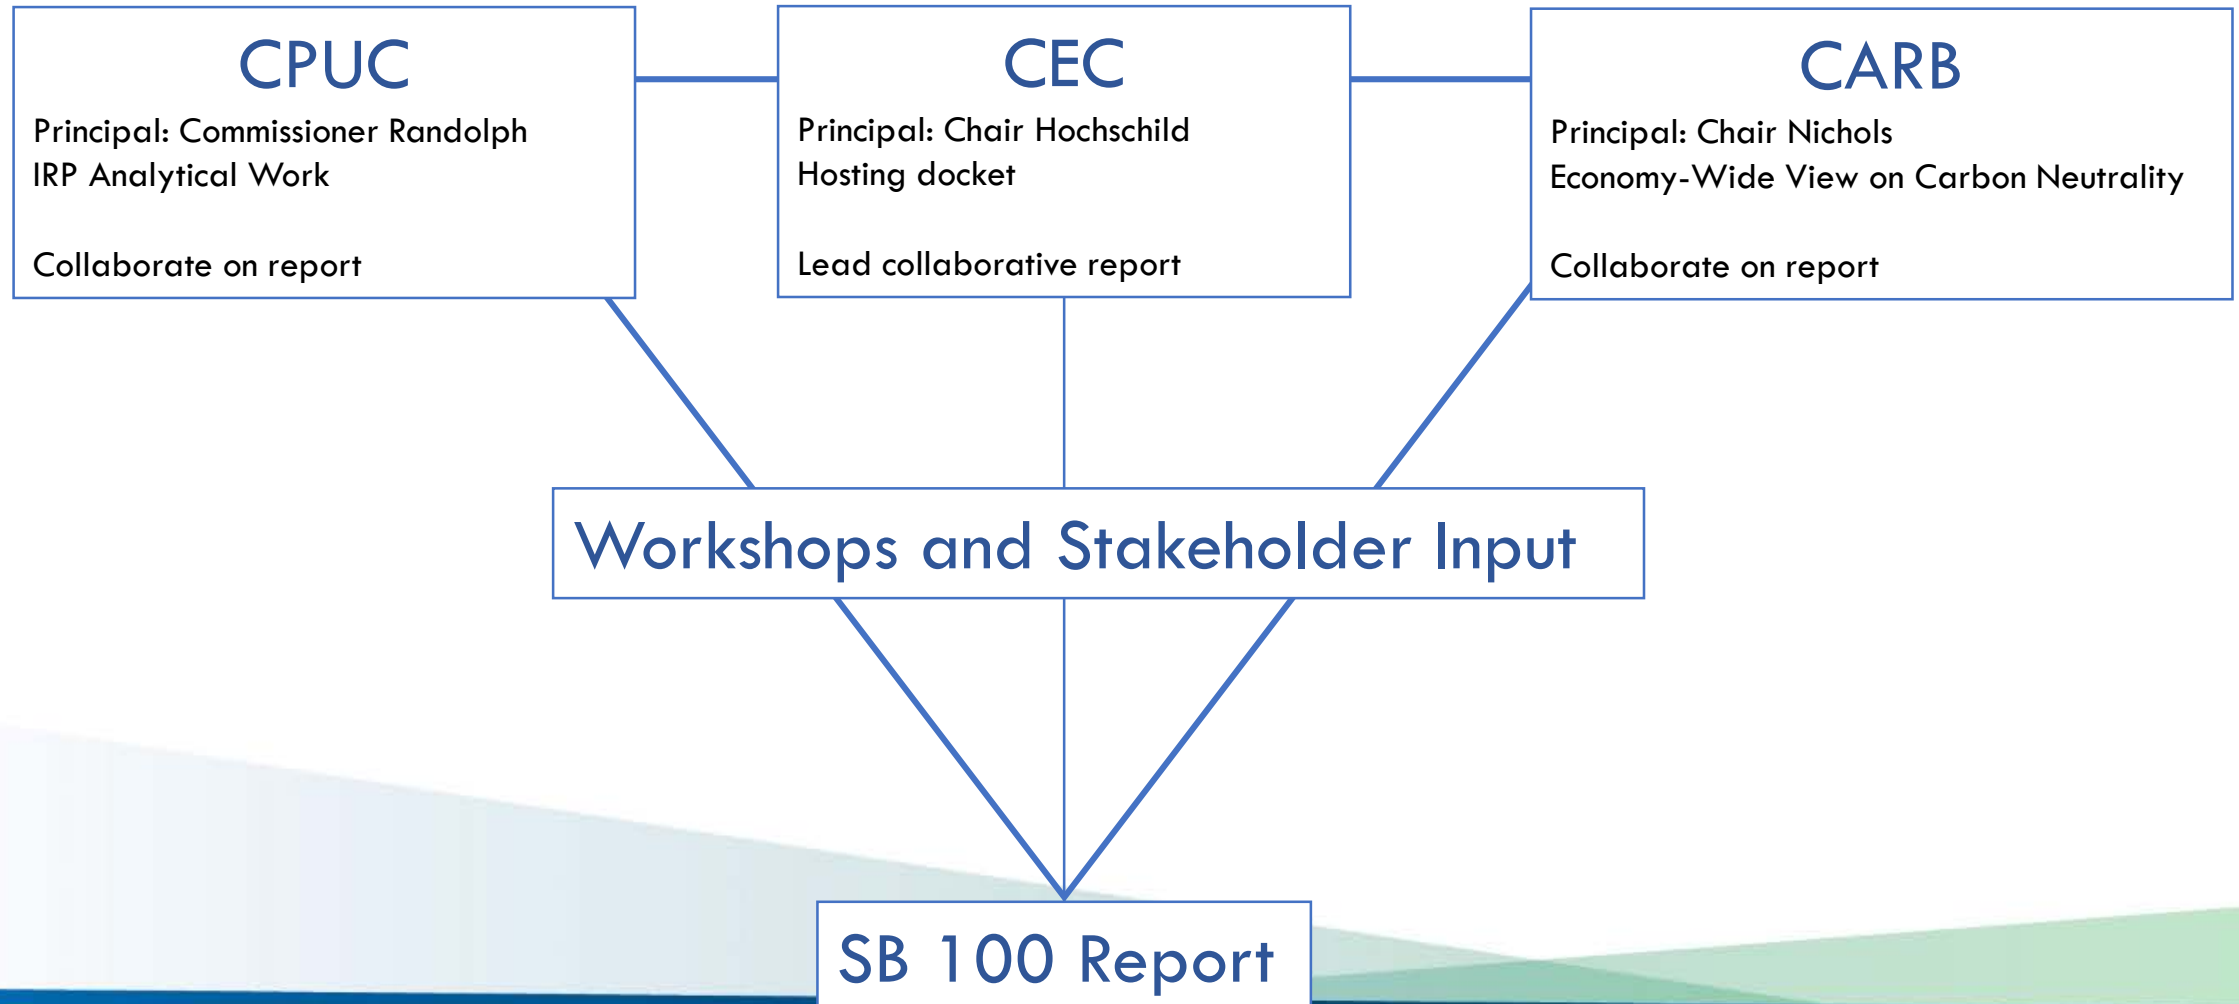 CPUC
Principal: Commissioner Randolph
IRP Analytical Work
Collaborate on report
CEC
Principal: Chair Hochschild
Hosting docket
Lead collaborative report
CARB
Principal: Chair Nichols
Economy-Wide View on Carbon Neutrality
Collaborate on report
Workshops and Stakeholder Input
SB 100 Report